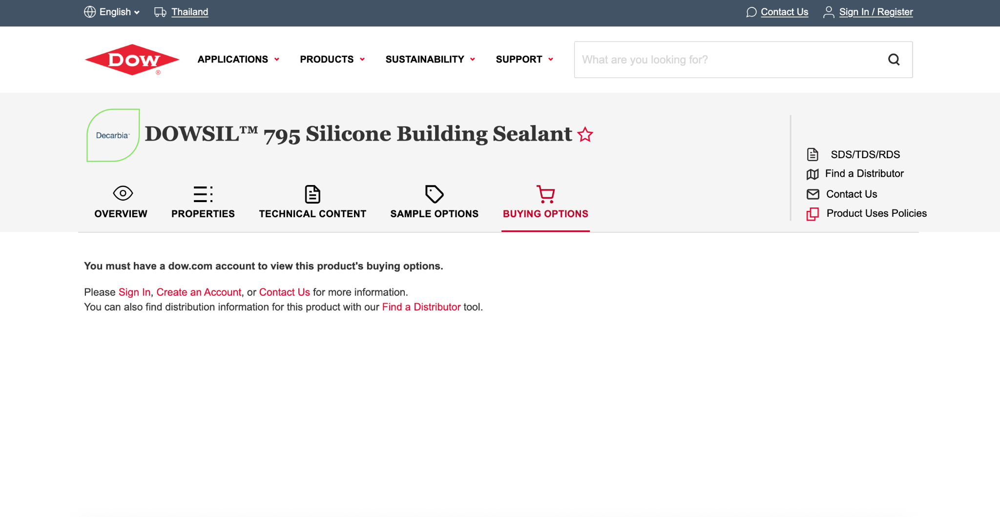 English
Thailand
Contact Us
Sign In / Register
DOW®
APPLICATIONS
PRODUCTS
SUSTAINABILITY
SUPPORT
What are you looking for?
Decarbia™
DOWSIL™ 795 Silicone Building Sealant
SDS/TDS/RDS
Find a Distributor
Contact Us
Product Uses Policies
OVERVIEW
PROPERTIES
TECHNICAL CONTENT
SAMPLE OPTIONS
BUYING OPTIONS
You must have a dow.com account to view this product's buying options.
Please Sign In, Create an Account, or Contact Us for more information.
You can also find distribution information for this product with our Find a Distributor tool.